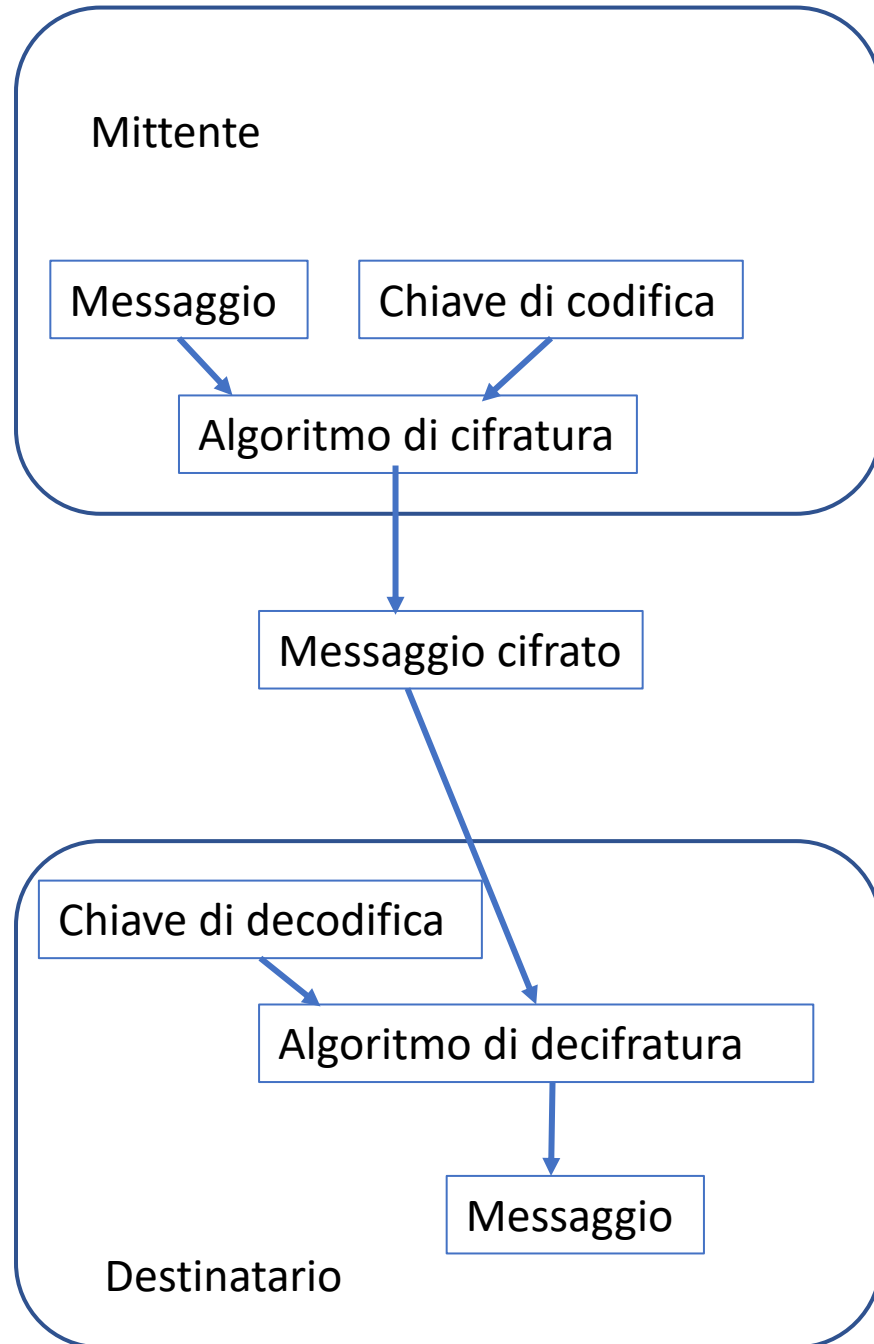 Mittente
Messaggio
Chiave di codifica
Algoritmo di cifratura
Messaggio cifrato
Chiave di decodifica
Algoritmo di decifratura
Messaggio
Destinatario